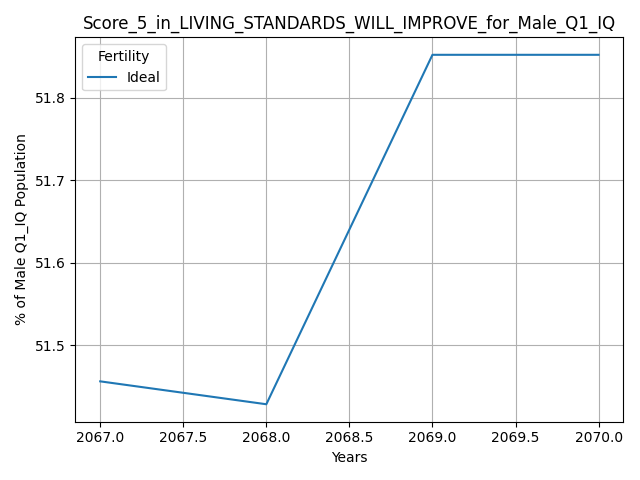 Score_5_in_LIVING_STANDARDS_WILL_IMPROVE_for_Male_Q1_IQ
Fertility
Ideal
% of Male Q1_IQ Population
51.8
51.7
51.6
51.5
2067.0 2067.5 2068.0 2068.5 2069.0 2069.5 2070.0
Years